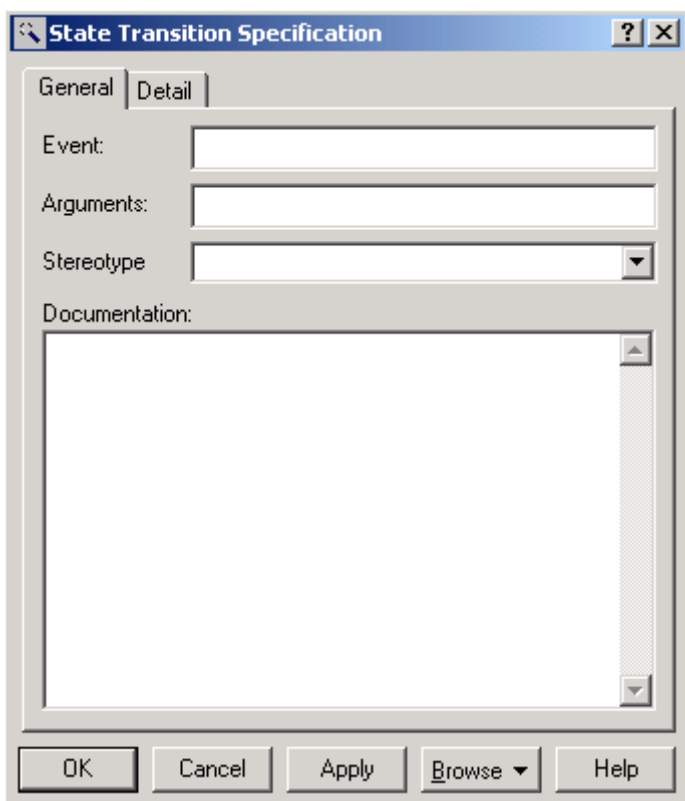 State Transition Specification
General Detail
Event:
Arguments:
Stereotype
Documentation:
OK Cancel Apply Browse Help